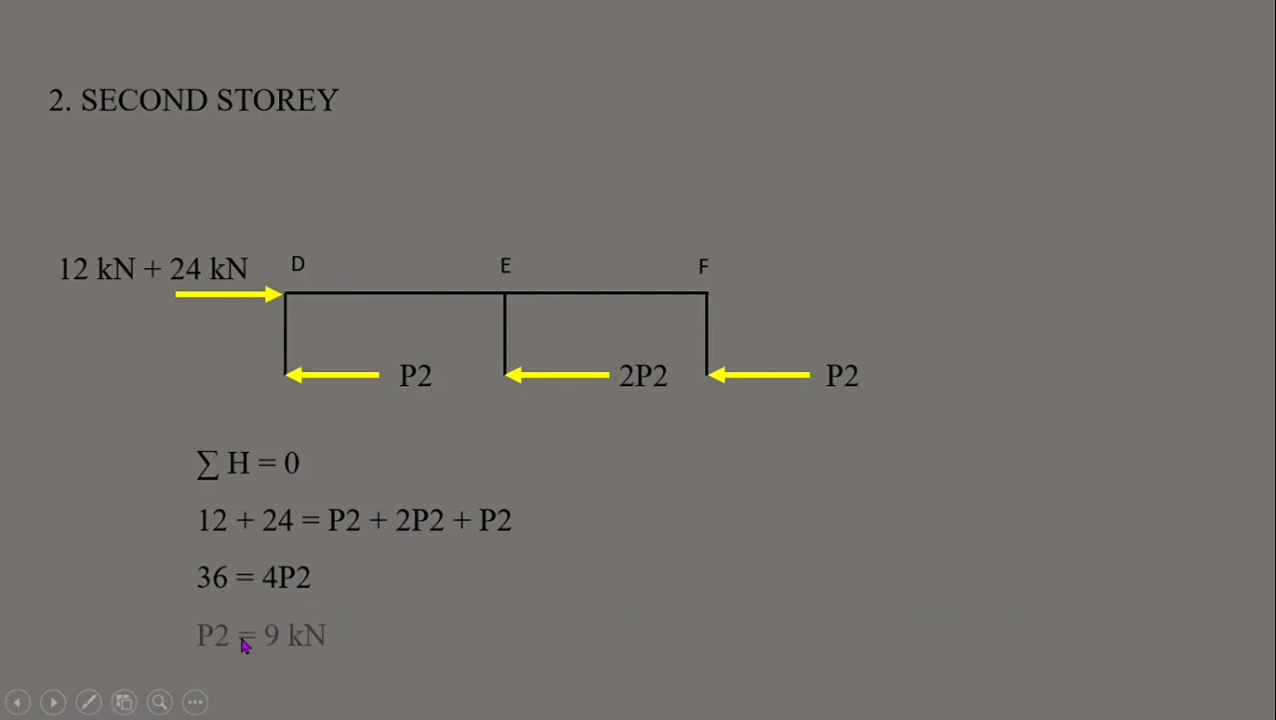 2. SECOND STOREY
12 kN + 24 kN
D
E
F
P2
2P2
P2
∑ H = 0
12 + 24 = P2 + 2P2 + P2
36 = 4P2
P2 = 9 kN